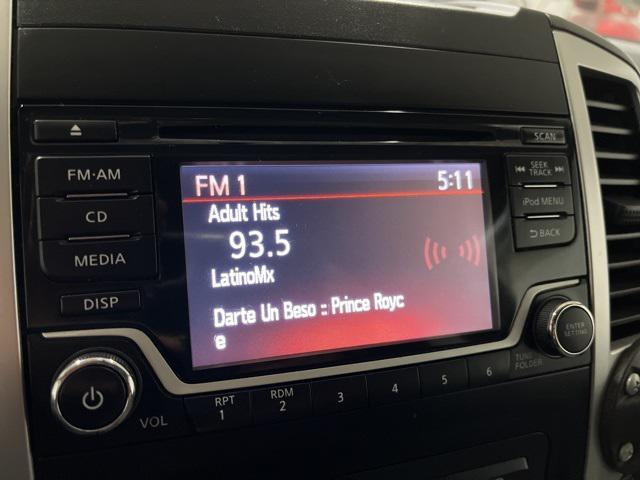 SCAN
FM·AM
CD
MEDIA
DISP
FM 1 5:11
Adult Hits
93.5
LatinoMx
Darte Un Beso :: Prince Royc
e
SEEK
TRACK
iPod MENU
BACK
ENTER
SETTING
TUNE
FOLDER
VOL
RPT
1
RDM
2
3
4
5
6